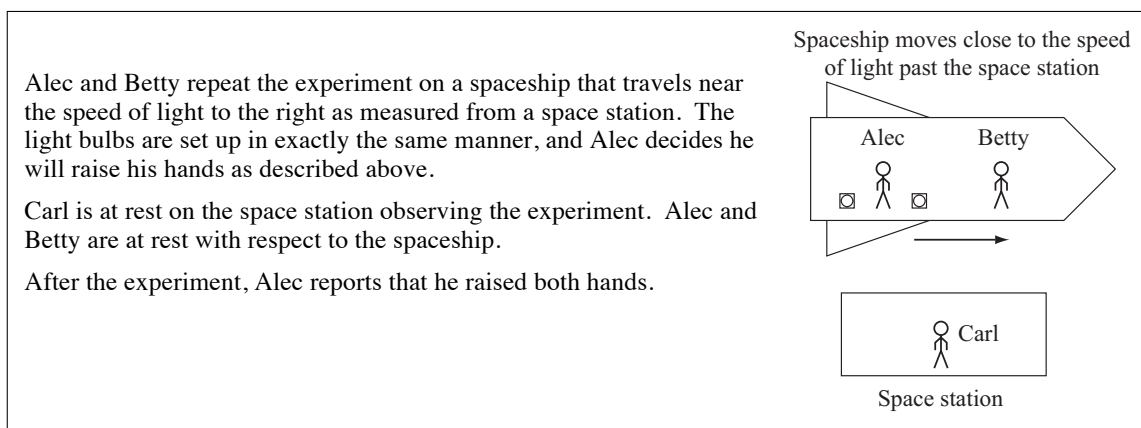 Alec and Betty repeat the experiment on a spaceship that travels near
the speed of light to the right as measured from a space station.  The
light bulbs are set up in exactly the same manner, and Alec decides he
will raise his hands as described above.
Carl is at rest on the space station observing the experiment.  Alec and
Betty are at rest with respect to the spaceship.
After the experiment, Alec reports that he raised both hands.
Spaceship moves close to the speed
of light past the space station
Alec
Betty
Carl
Space station